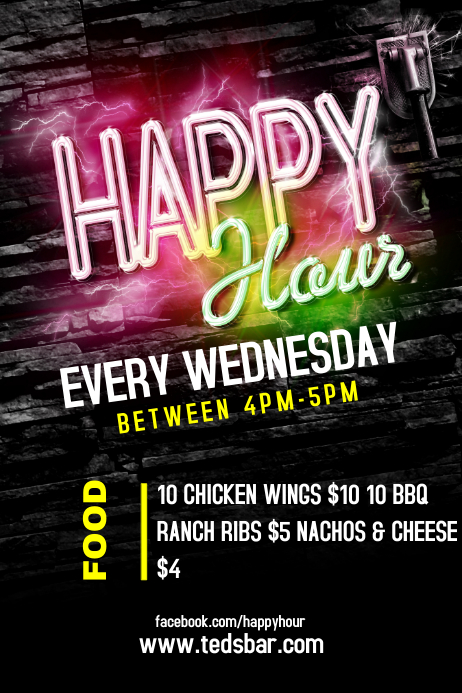 HAPPY
Hour
EVERY WEDNESDAY
BETWEEN 4PM-5PM
FOOD
10 CHICKEN WINGS $10 10 BBQ
RANCH RIBS $5 NACHOS & CHEESE
$4
facebook.com/happyhour
www.tedsbar.com